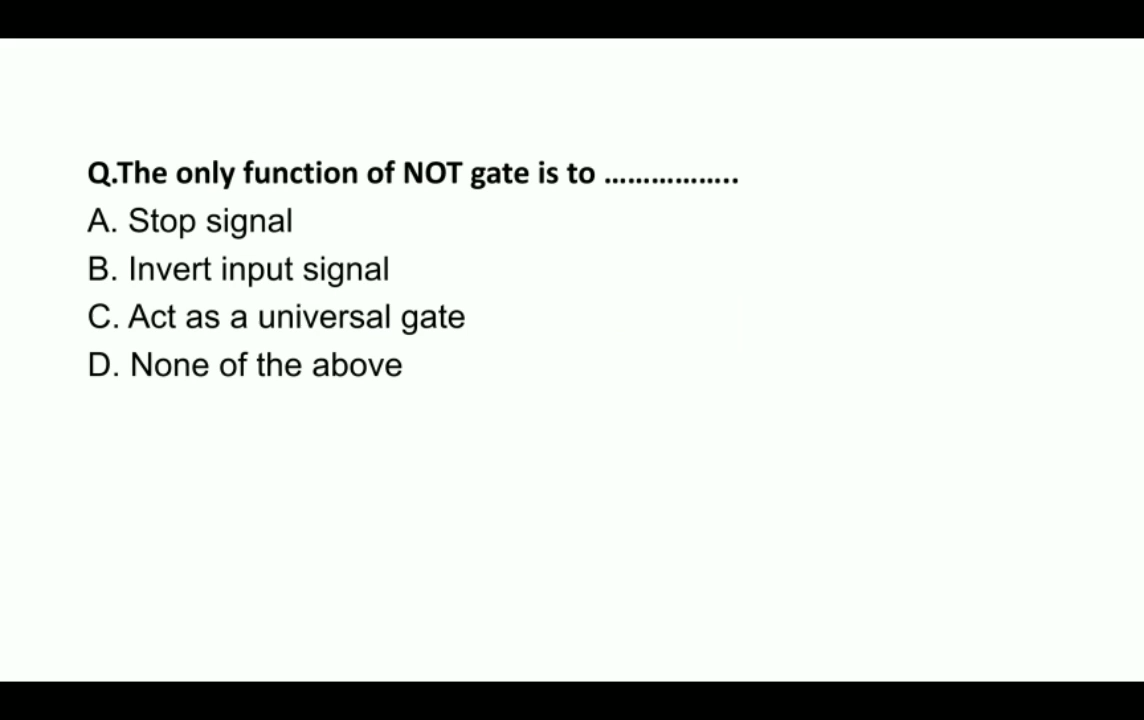 Q.The only function of NOT gate is to .................
A. Stop signal
B. Invert input signal
C. Act as a universal gate
D. None of the above